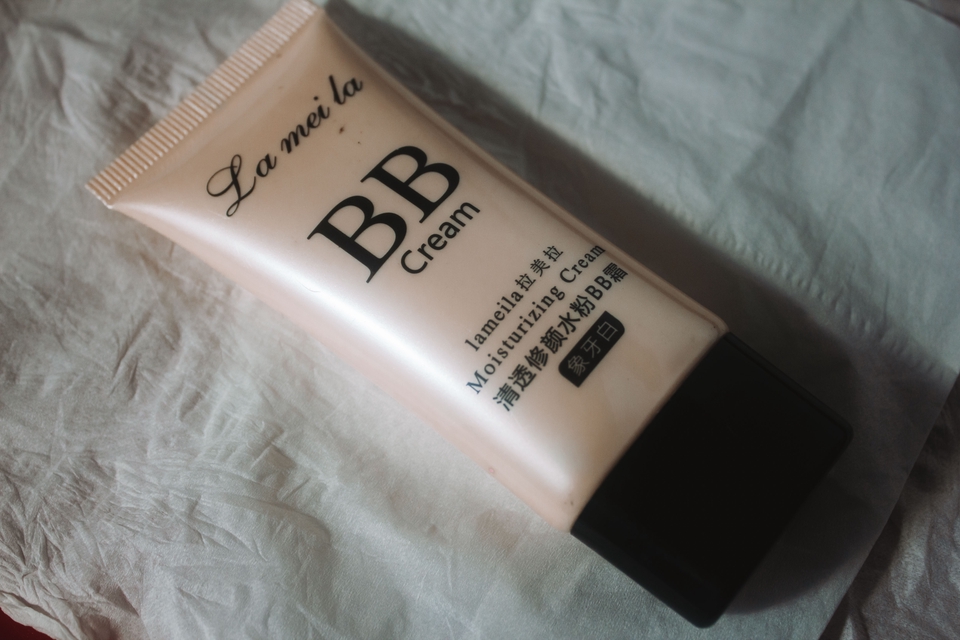 La mei la
BB
Cream
lameila拉美拉
Moisturizing Cream
清透修颜水粉BB霜
象牙白